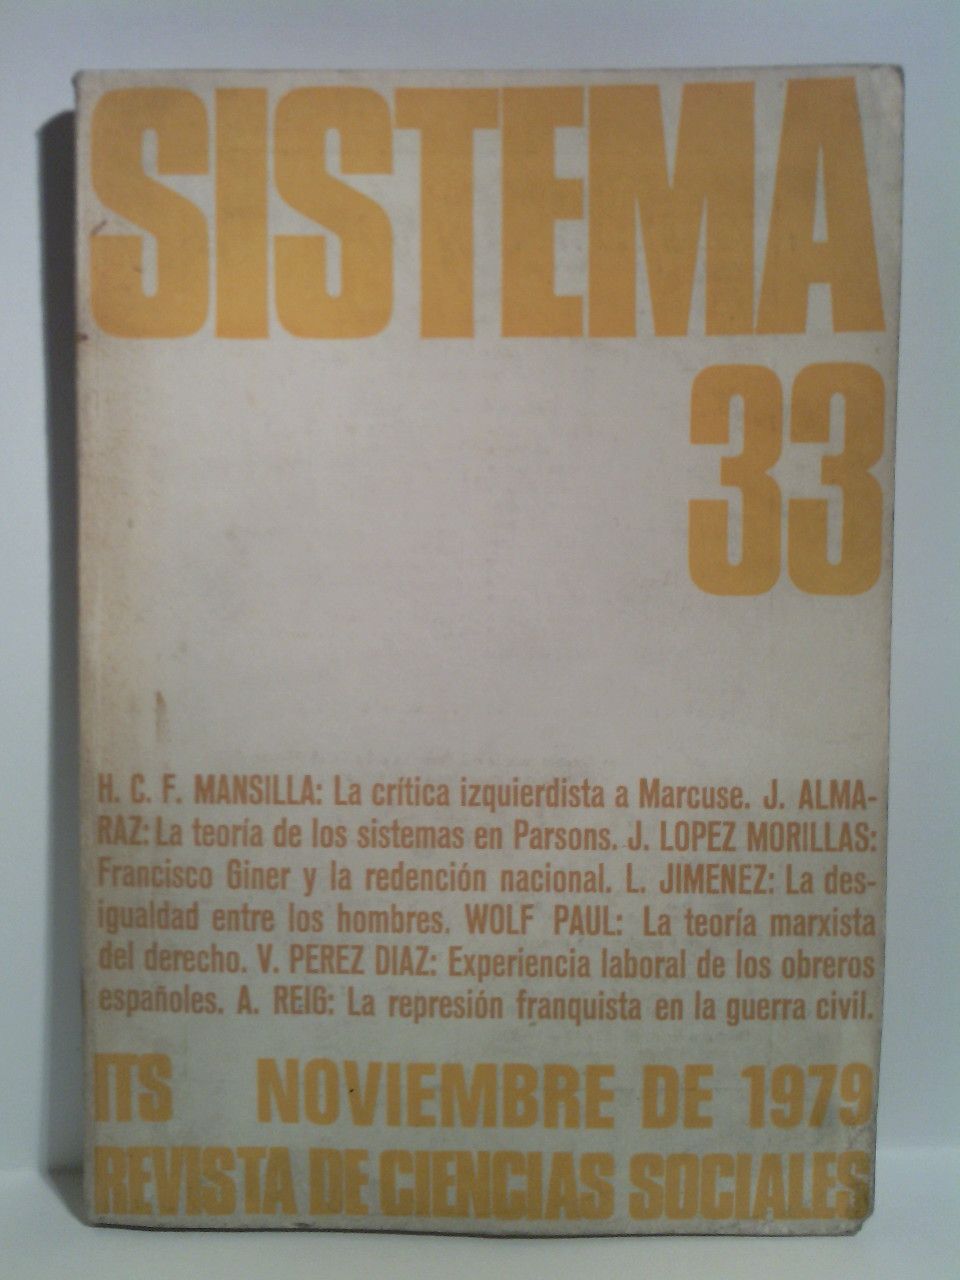 SISTEMA
33
H. C. F. MANSILLA: La crítica izquierdista a Marcuse. J. ALMA-
RAZ: La teoría de los sistemas en Parsons. J. LOPEZ MORILLAS:
Francisco Giner y la redención nacional. L. JIMENEZ: La des-
igualdad entre los hombres. WOLF PAUL: La teoría marxista
del derecho. V. PEREZ DIAZ: Experiencia laboral de los obreros
españoles. A. REIG: La represión franquista en la guerra civil.
ITS NOVIEMBRE DE 1979
REVISTA DE CIENCIAS SOCIALES